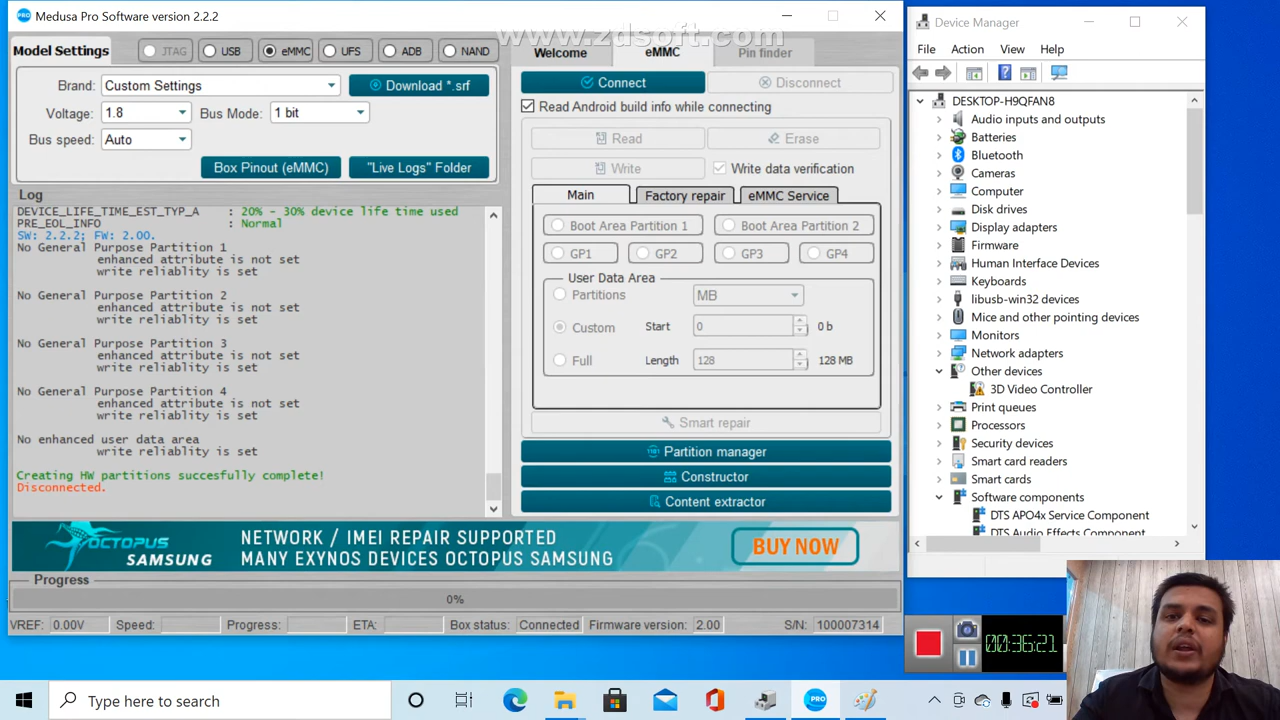 Medusa Pro Software version 2.2.2
www.zdsoft.com
Model Settings
JTAG
USB
eMMC
UFS
ADB
NAND
Brand: Custom Settings
Download *.srf
Voltage: 1.8
Bus Mode: 1 bit
Bus speed: Auto
Box Pinout (eMMC)
"Live Logs" Folder
Log
DEVICE_LIFE_TIME_EST_TYP_A : 20% - 30% device life time used
PRE_EOL_INFO : Normal
SW: 2.2.2; FW: 2.00.
No General Purpose Partition 1
enhanced attribute is not set
write reliablity is set
No General Purpose Partition 2
enhanced attribute is not set
write reliablity is set
No General Purpose Partition 3
enhanced attribute is not set
write reliablity is set
No General Purpose Partition 4
enhanced attribute is not set
write reliablity is set
No enhanced user data area
write reliablity is set
Creating HW partitions succesfully complete!
Disconnected.
Welcome
eMMC
Pin finder
Connect
Disconnect
Read Android build info while connecting
Read
Erase
Write
Write data verification
Main
Factory repair
eMMC Service
Boot Area Partition 1
Boot Area Partition 2
GP1
GP2
GP3
GP4
User Data Area
Partitions
MB
Custom
Start
0
0 b
Full
Length
128
128 MB
Smart repair
Partition manager
Constructor
Content extractor
OCTOPUS
SAMSUNG
NETWORK / IMEI REPAIR SUPPORTED
MANY EXYNOS DEVICES OCTOPUS SAMSUNG
BUY NOW
Progress
0%
VREF: 0.00V
Speed:
Progress:
ETA:
Box status: Connected
Firmware version: 2.00
S/N: 100007314
Device Manager
File Action View Help
DESKTOP-H9QFAN8
Audio inputs and outputs
Batteries
Bluetooth
Cameras
Computer
Disk drives
Display adapters
Firmware
Human Interface Devices
Keyboards
libusb-win32 devices
Mice and other pointing devices
Monitors
Network adapters
Other devices
3D Video Controller
Print queues
Processors
Security devices
Smart card readers
Smart cards
Software components
DTS APO4x Service Component
DTS Audio Effects Component
00:36:21
Type here to search
PRO